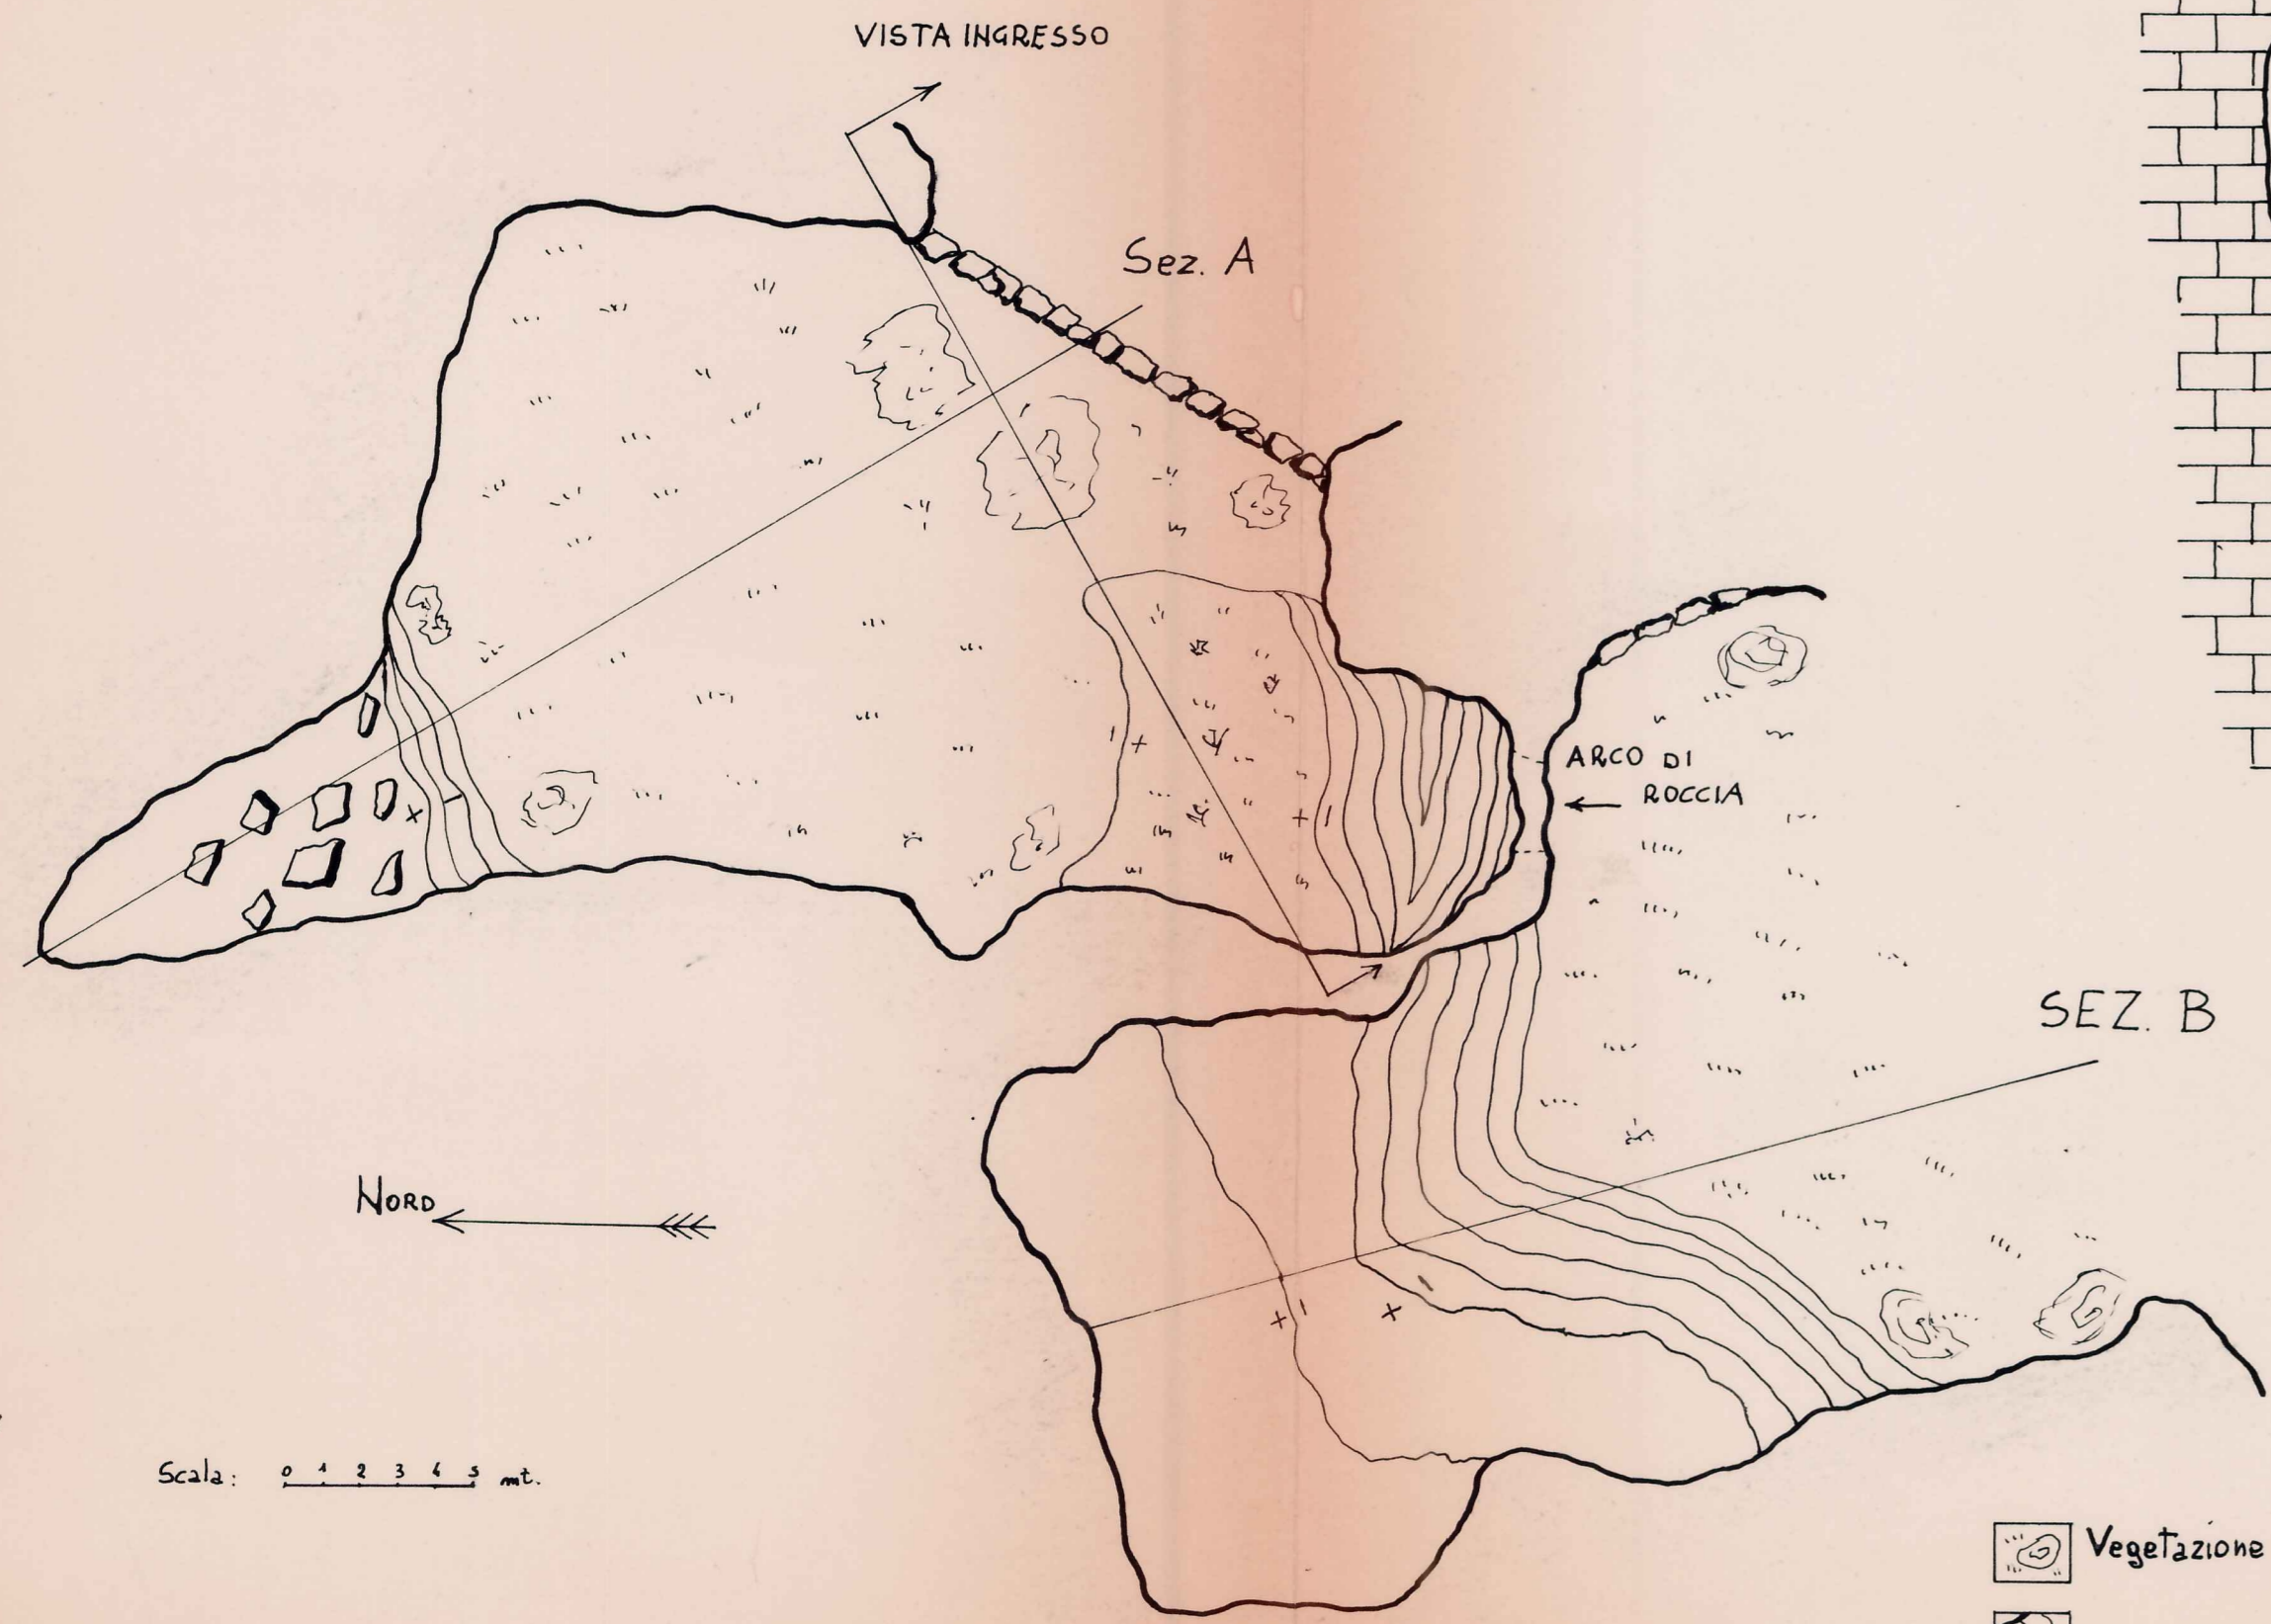 VISTA INGRESSO
Sez. A
ARCO DI
ROCCIA
SEZ. B
NORD
Scala: 0 1 2 3 4 5 mt.
Vegetazione